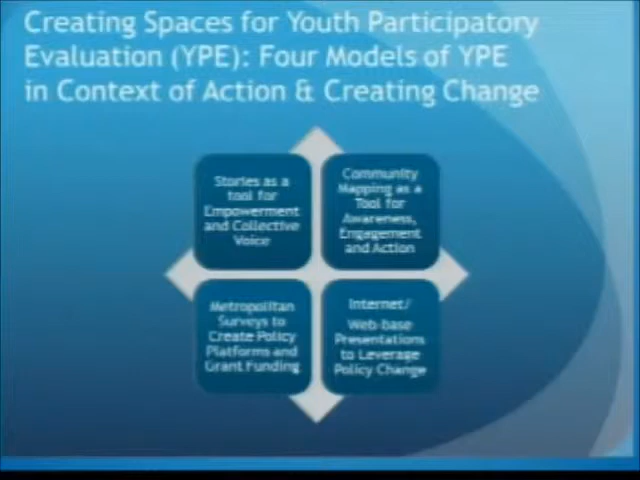 Creating Spaces for Youth Participatory
Evaluation (YPE): Four Models of YPE
in Context of Action & Creating Change
Stories as a
tool for
Empowerment
and Collective
Voice
Community
Mapping as a
Tool for
Awareness,
Engagement
and Action
Metropolitan
Surveys to
Create Policy
Platforms and
Grant Funding
Internet/
Web-base
Presentations
to Leverage
Policy Change